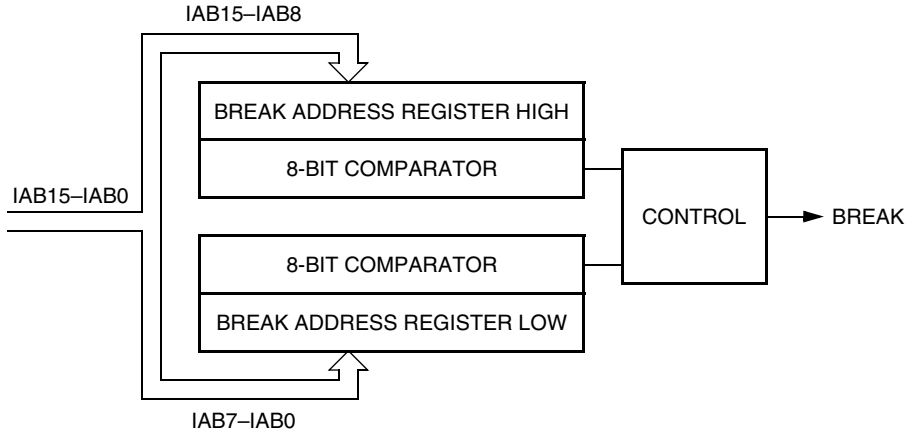 IAB15–IAB8
BREAK ADDRESS REGISTER HIGH
8-BIT COMPARATOR
IAB15–IAB0
CONTROL
BREAK
8-BIT COMPARATOR
BREAK ADDRESS REGISTER LOW
IAB7–IAB0